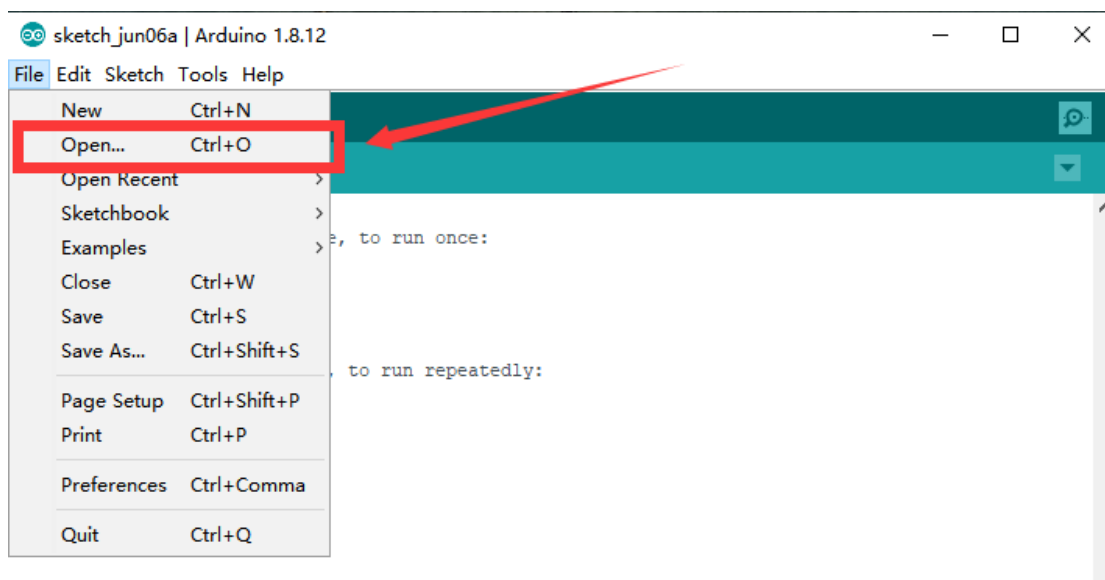 sketch_jun06a | Arduino 1.8.12
File Edit Sketch Tools Help
New Ctrl+N
Open... Ctrl+O
Open Recent
Sketchbook
Examples
, to run once:
Close Ctrl+W
Save Ctrl+S
Save As... Ctrl+Shift+S
, to run repeatedly:
Page Setup Ctrl+Shift+P
Print Ctrl+P
Preferences Ctrl+Comma
Quit Ctrl+Q